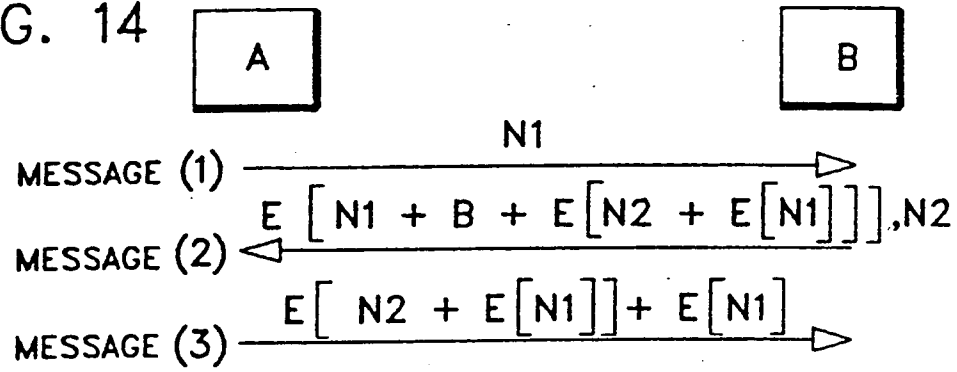 G. 14
A
B
N1
MESSAGE (1)
E [ N1 + B + E[N2 + E[N1]]],N2
MESSAGE (2)
E[ N2 + E[N1]]+ E[N1]
MESSAGE (3)